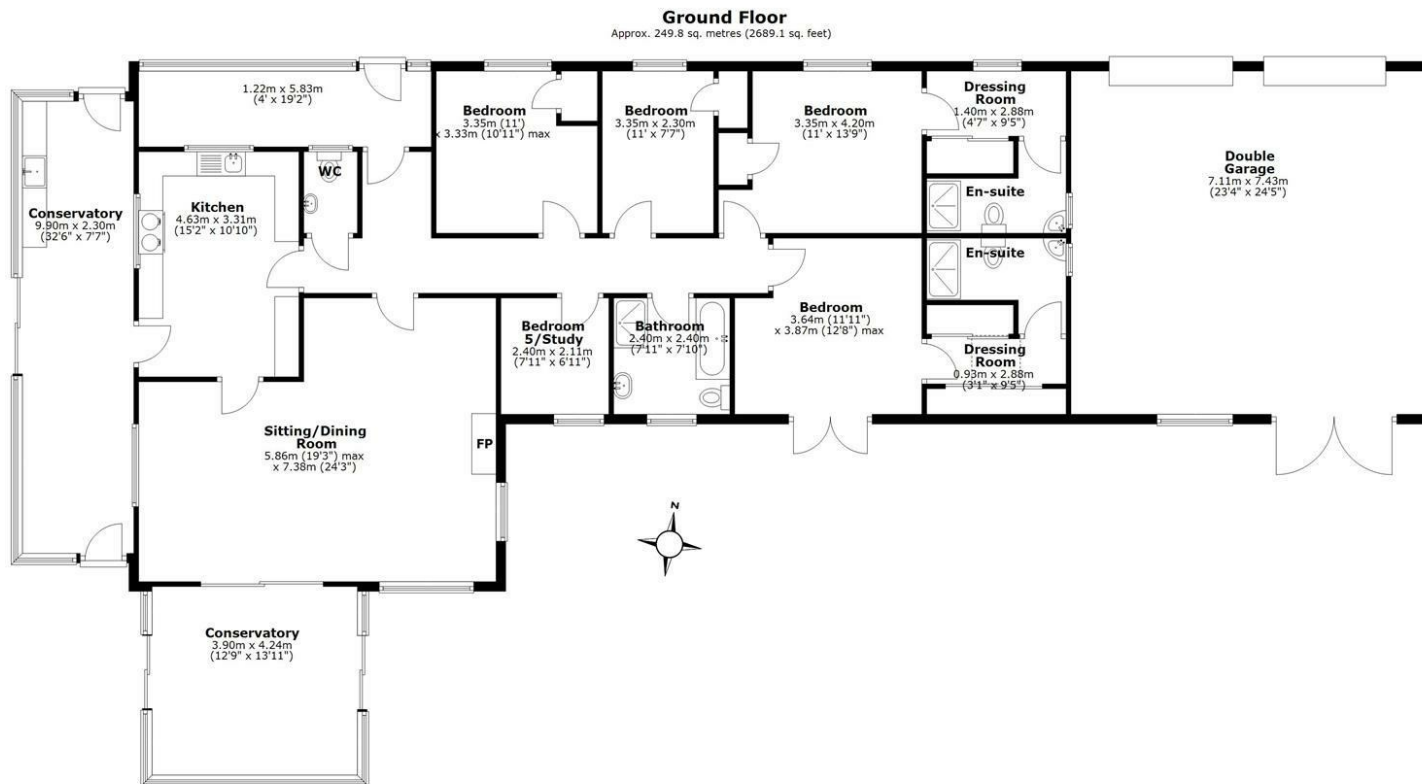 Ground Floor
Approx. 249.8 sq. metres (2689.1 sq. feet)
1.22m x 5.83m
(4' x 19'2")
Bedroom
3.35m (11')
x 3.33m (10'11") max
Bedroom
3.35m x 2.30m
(11' x 7'7")
Bedroom
3.35m x 4.20m
(11' x 13'9")
Dressing
Room
1.40m x 2.88m
(4'7" x 9'5")
Double
Garage
7.11m x 7.43m
(23'4" x 24'5")
WC
Conservatory
9.90m x 2.30m
(32'6" x 7'7")
Kitchen
4.63m x 3.31m
(15'2" x 10'10")
En-suite
En-suite
Bedroom
3.64m (11'11")
x 3.87m (12'8") max
Bedroom
5/Study
2.40m x 2.11m
(7'11" x 6'11")
Bathroom
2.40m x 2.40m
(7'11" x 7'10")
Dressing
Room
0.93m x 2.88m
(3'1" x 9'5")
Sitting/Dining
Room
5.86m (19'3") max
x 7.38m (24'3")
FP
N
Conservatory
3.90m x 4.24m
(12'9" x 13'11")